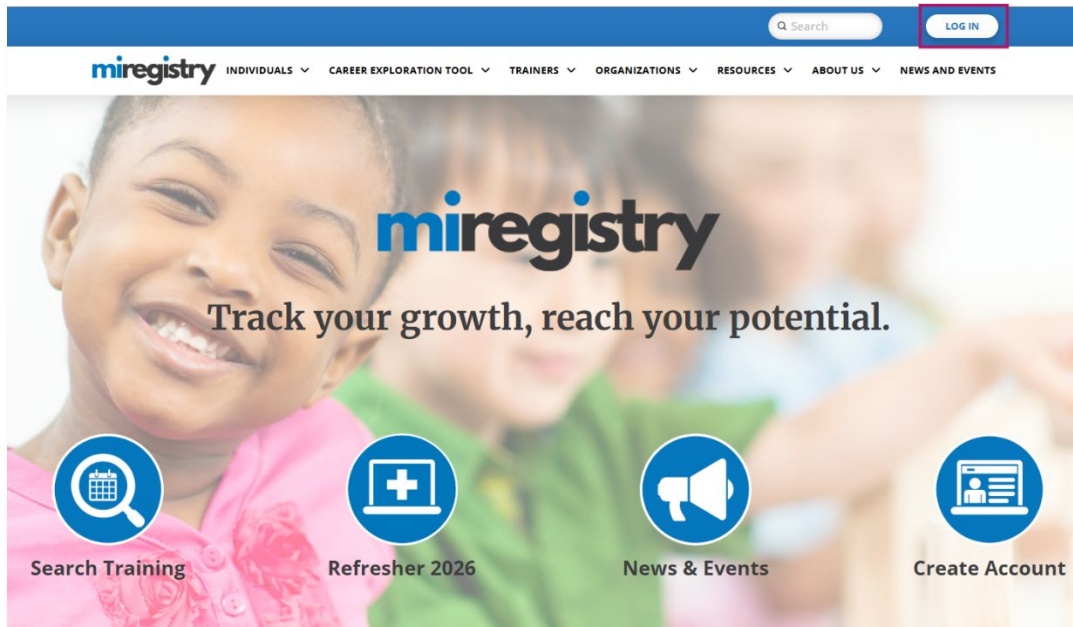 Search
LOG IN
miregistry INDIVIDUALS CAREER EXPLORATION TOOL TRAINERS ORGANIZATIONS RESOURCES ABOUT US NEWS AND EVENTS
miregistry
Track your growth, reach your potential.
Search Training
Refresher 2026
News & Events
Create Account